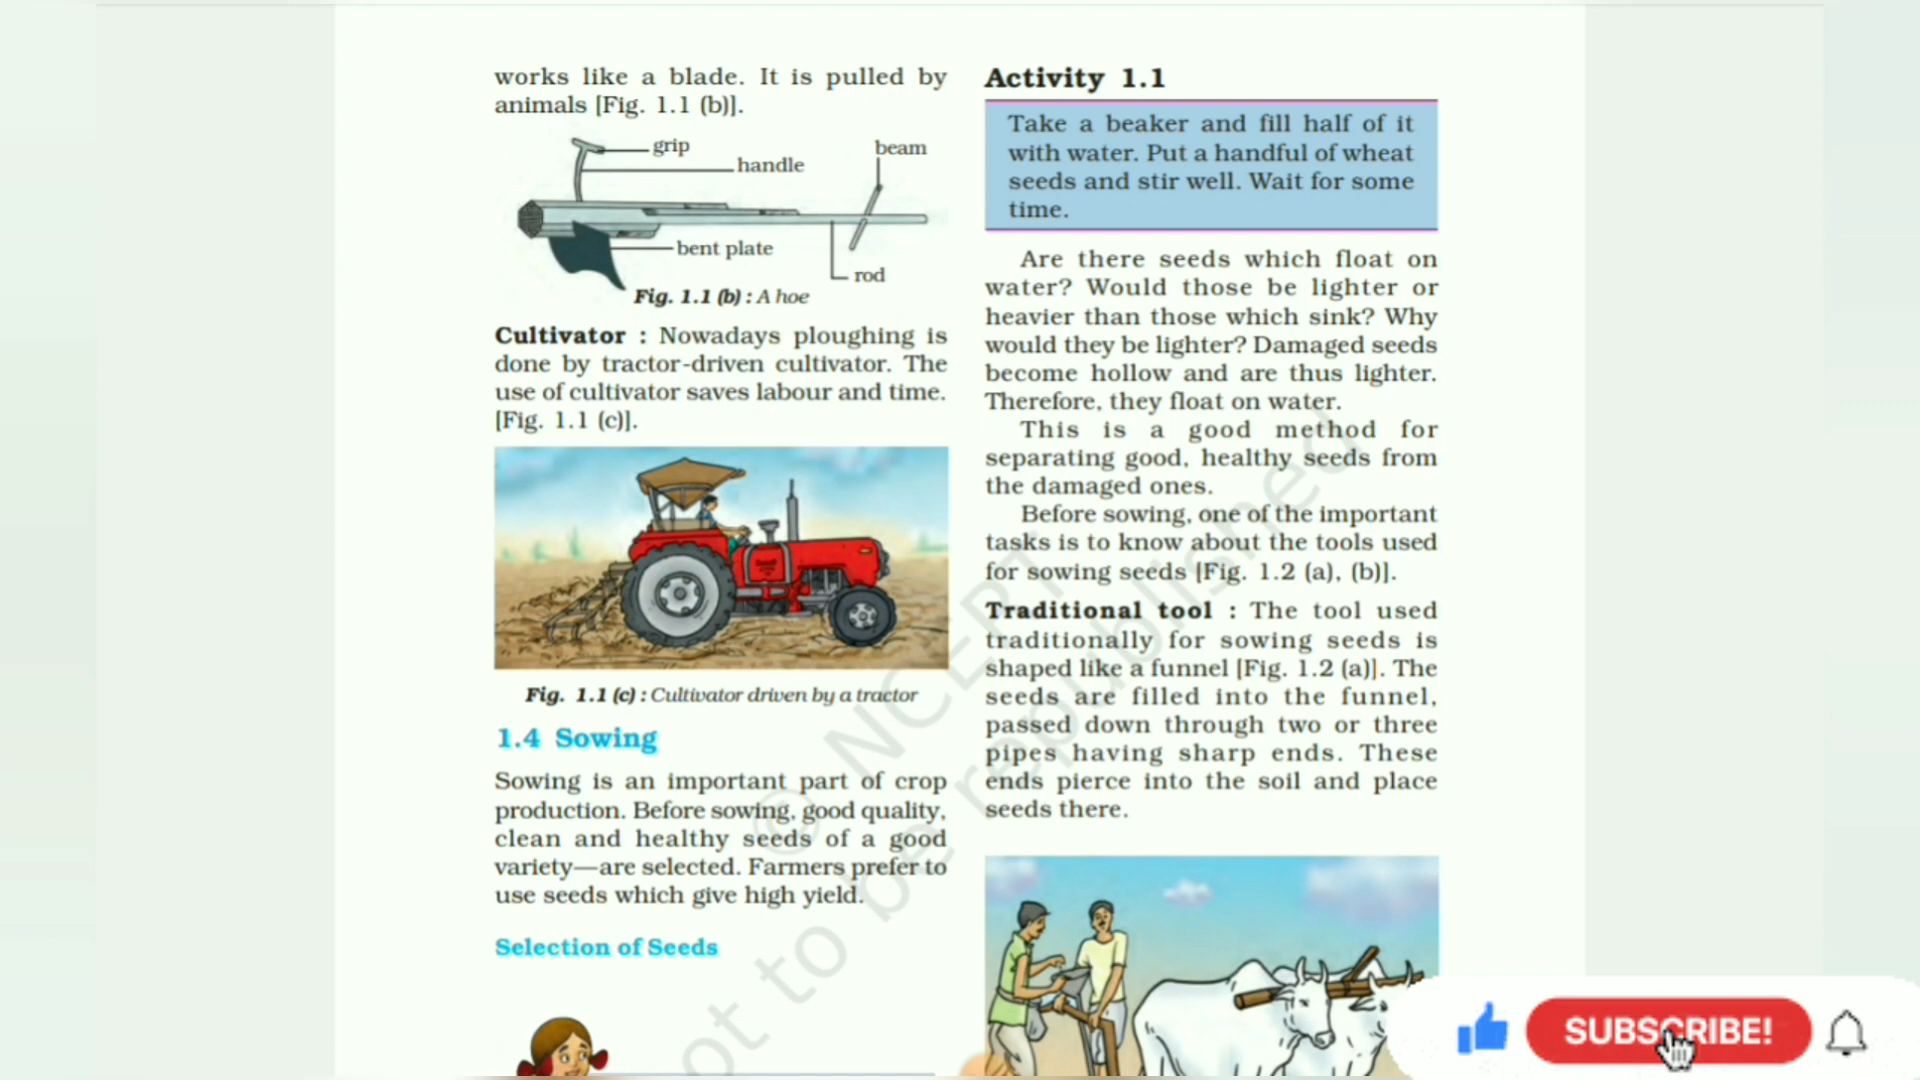 works like a blade. It is pulled by
animals [Fig. 1.1 (b)].
grip
handle
beam
bent plate
rod
Fig. 1.1 (b) : A hoe
Cultivator : Nowadays ploughing is
done by tractor-driven cultivator. The
use of cultivator saves labour and time.
[Fig. 1.1 (c)].
Fig. 1.1 (c) : Cultivator driven by a tractor
1.4 Sowing
Sowing is an important part of crop
production. Before sowing, good quality,
clean and healthy seeds of a good
variety—are selected. Farmers prefer to
use seeds which give high yield.
Selection of Seeds
Activity 1.1
Take a beaker and fill half of it
with water. Put a handful of wheat
seeds and stir well. Wait for some
time.
Are there seeds which float on
water? Would those be lighter or
heavier than those which sink? Why
would they be lighter? Damaged seeds
become hollow and are thus lighter.
Therefore, they float on water.
This is a good method for
separating good, healthy seeds from
the damaged ones.
Before sowing, one of the important
tasks is to know about the tools used
for sowing seeds [Fig. 1.2 (a), (b)].
Traditional tool : The tool used
traditionally for sowing seeds is
shaped like a funnel [Fig. 1.2 (a)]. The
seeds are filled into the funnel,
passed down through two or three
pipes having sharp ends. These
ends pierce into the soil and place
seeds there.
© NCERT
not to be republished
SUBSCRIBE!